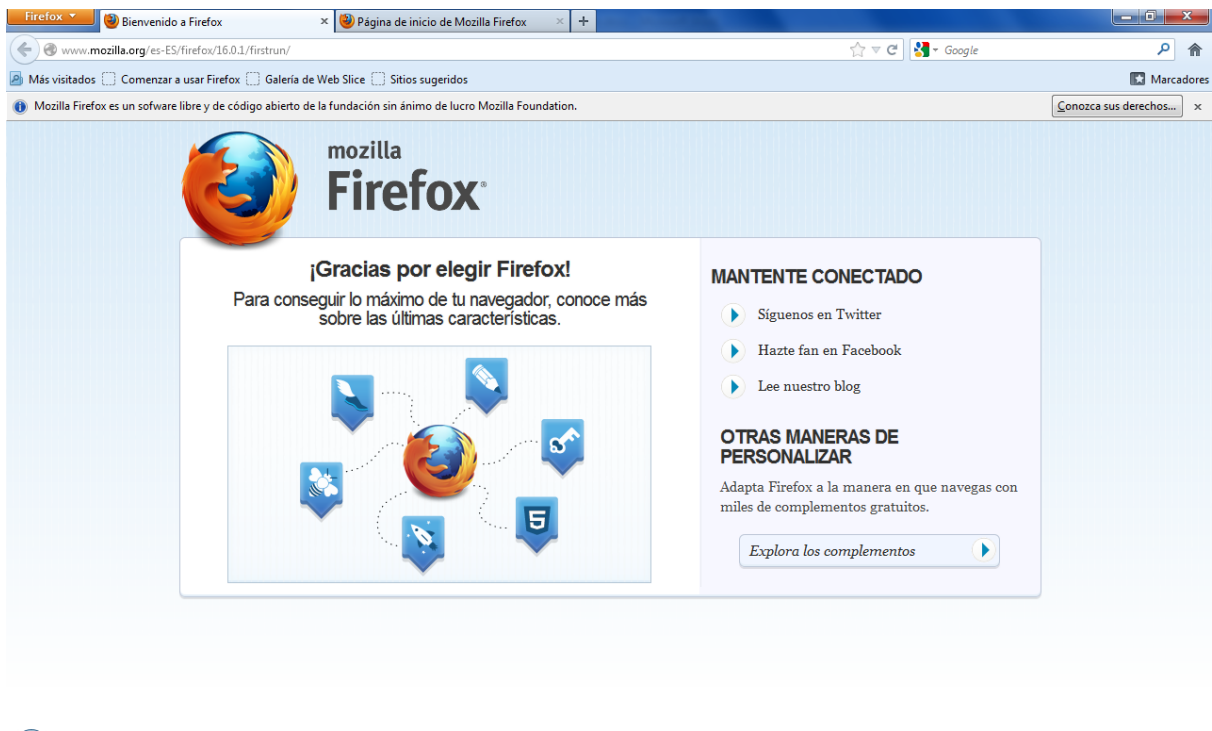 Firefox
Bienvenido a Firefox
Página de inicio de Mozilla Firefox
www.mozilla.org/es-ES/firefox/16.0.1/firstrun/
Google
Más visitados Comenzar a usar Firefox Galería de Web Slice Sitios sugeridos
Marcadores
Mozilla Firefox es un sofware libre y de código abierto de la fundación sin ánimo de lucro Mozilla Foundation.
Conozca sus derechos...
mozilla
Firefox®
¡Gracias por elegir Firefox!
Para conseguir lo máximo de tu navegador, conoce más
sobre las últimas características.
5
MANTENTE CONECTADO
Síguenos en Twitter
Hazte fan en Facebook
Lee nuestro blog
OTRAS MANERAS DE
PERSONALIZAR
Adapta Firefox a la manera en que navegas con
miles de complementos gratuitos.
Explora los complementos